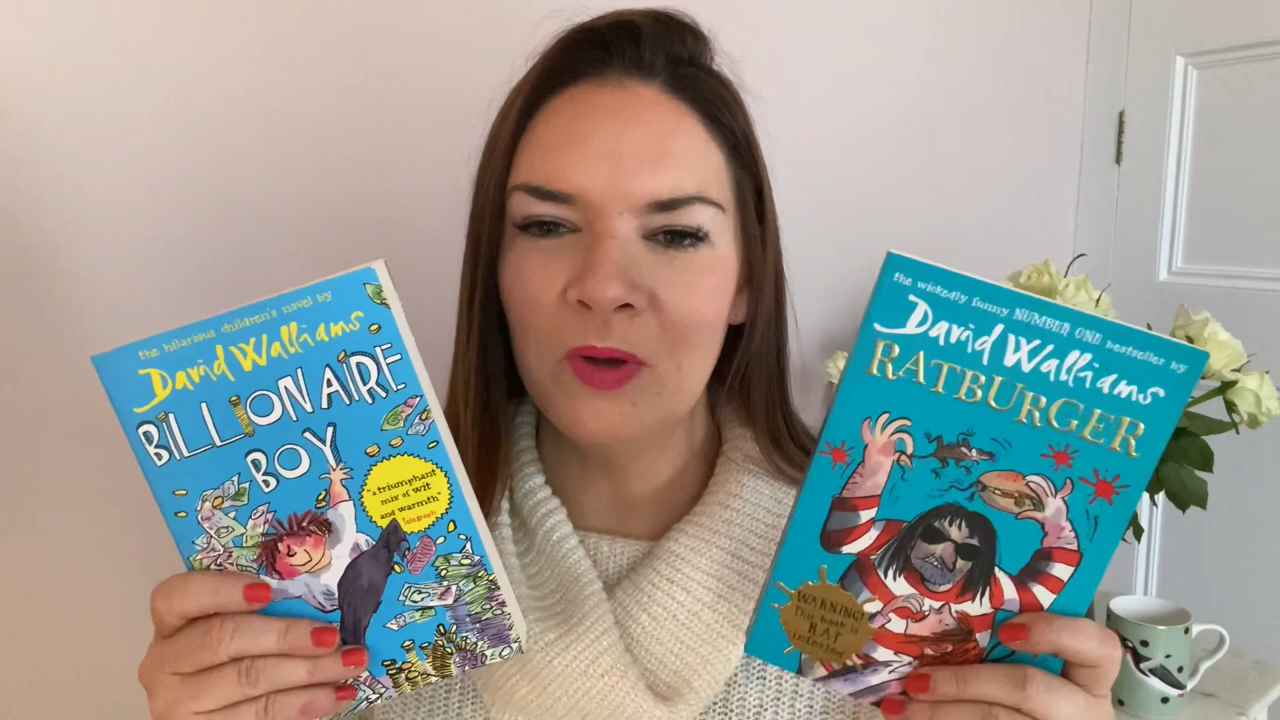 the hilarious children's novel by
David Walliams
BILLIONAIRE
BOY
"a triumphant
mix of wit
and warmth"
Telegraph
the wickedly funny NUMBER ONE bestseller by
David Walliams
RATBURGER
WARNING!
This book is
RAT